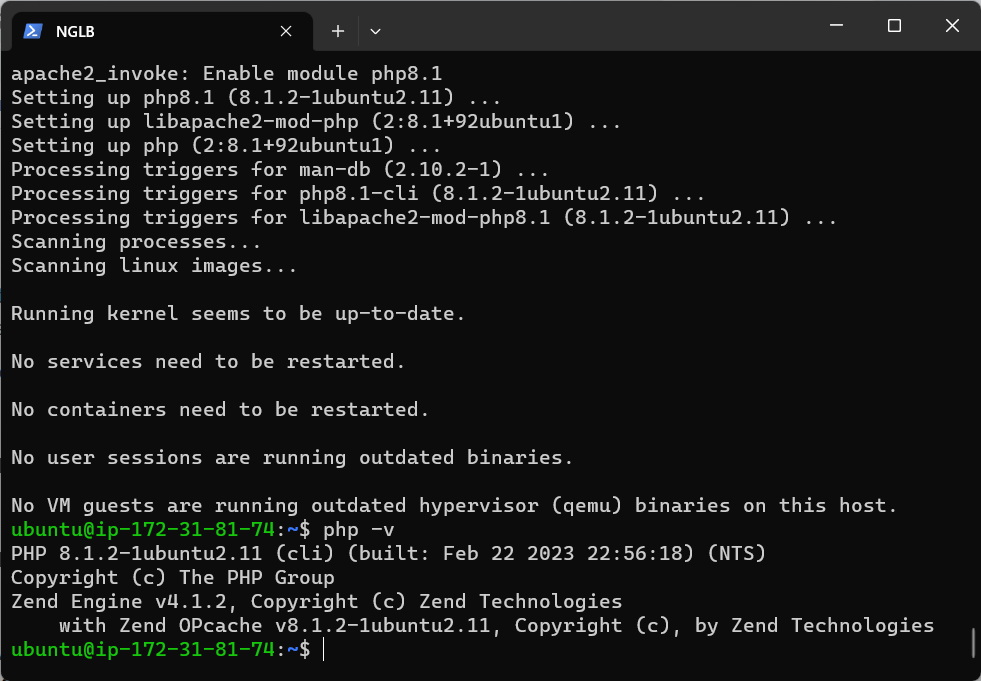 NGLB
apache2_invoke: Enable module php8.1
Setting up php8.1 (8.1.2-1ubuntu2.11) ...
Setting up libapache2-mod-php (2:8.1+92ubuntu1) ...
Setting up php (2:8.1+92ubuntu1) ...
Processing triggers for man-db (2.10.2-1) ...
Processing triggers for php8.1-cli (8.1.2-1ubuntu2.11) ...
Processing triggers for libapache2-mod-php8.1 (8.1.2-1ubuntu2.11) ...
Scanning processes...
Scanning linux images...
Running kernel seems to be up-to-date.
No services need to be restarted.
No containers need to be restarted.
No user sessions are running outdated binaries.
No VM guests are running outdated hypervisor (qemu) binaries on this host.
ubuntu@ip-172-31-81-74:~$ php -v
PHP 8.1.2-1ubuntu2.11 (cli) (built: Feb 22 2023 22:56:18) (NTS)
Copyright (c) The PHP Group
Zend Engine v4.1.2, Copyright (c) Zend Technologies
    with Zend OPcache v8.1.2-1ubuntu2.11, Copyright (c), by Zend Technologies
ubuntu@ip-172-31-81-74:~$